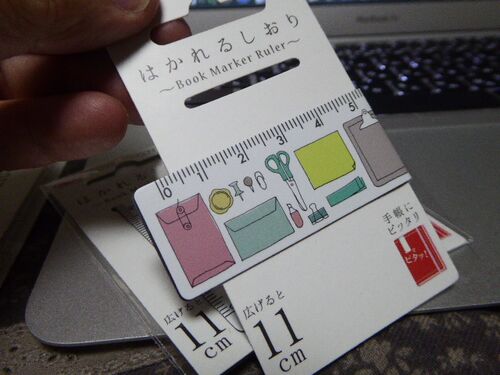 はかれるしおり
〜Book Marker Ruler〜
0 1 2 3 4 5
手帳に
ピッタリ
ピタッ!
広げると
11
cm
広げると
11
cm